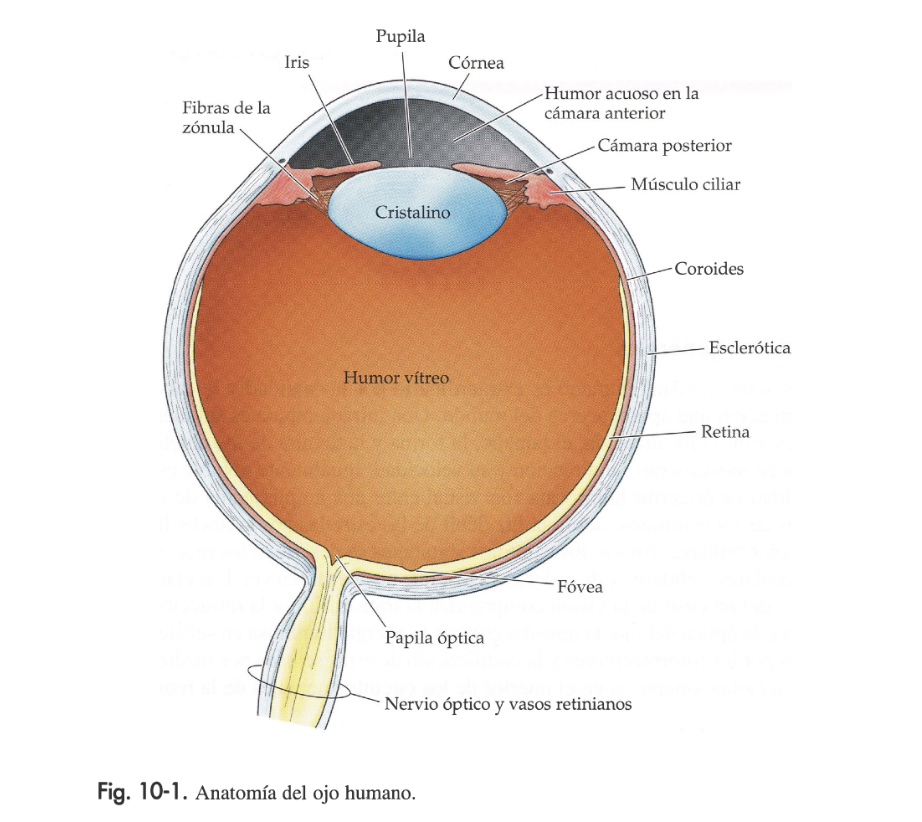 Pupila
Iris
Córnea
Humor acuoso en la
cámara anterior
Fibras de la
zónula
Cámara posterior
Músculo ciliar
Cristalino
Coroides
Esclerótica
Humor vítreo
Retina
Fóvea
Papila óptica
Nervio óptico y vasos retinianos
Fig. 10-1. Anatomía del ojo humano.